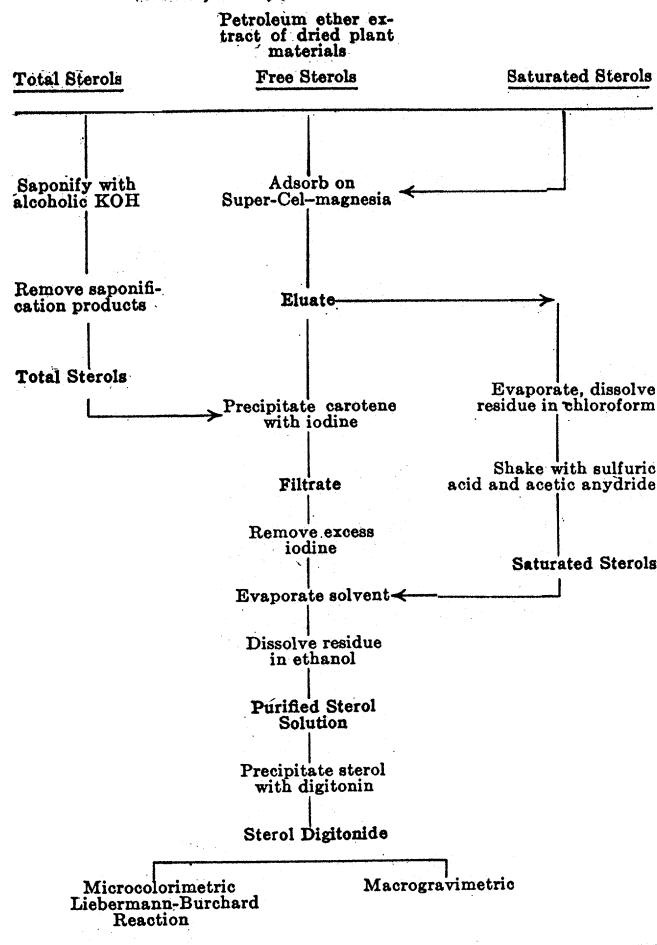 Petroleum ether ex-
tract of dried plant
materials
Total Sterols
Free Sterols
Saturated Sterols
Saponify with
alcoholic KOH
Adsorb on
Super-Cel-magnesia
Remove saponifi-
cation products
Eluate
Total Sterols
Precipitate carotene
with iodine
Evaporate, dissolve
residue in chloroform
Filtrate
Shake with sulfuric
acid and acetic anydride
Remove excess
iodine
Saturated Sterols
Evaporate solvent
Dissolve residue
in ethanol
Purified Sterol
Solution
Precipitate sterol
with digitonin
Sterol Digitonide
Microcolorimetric
Liebermann-Burchard
Reaction
Macrogravimetric